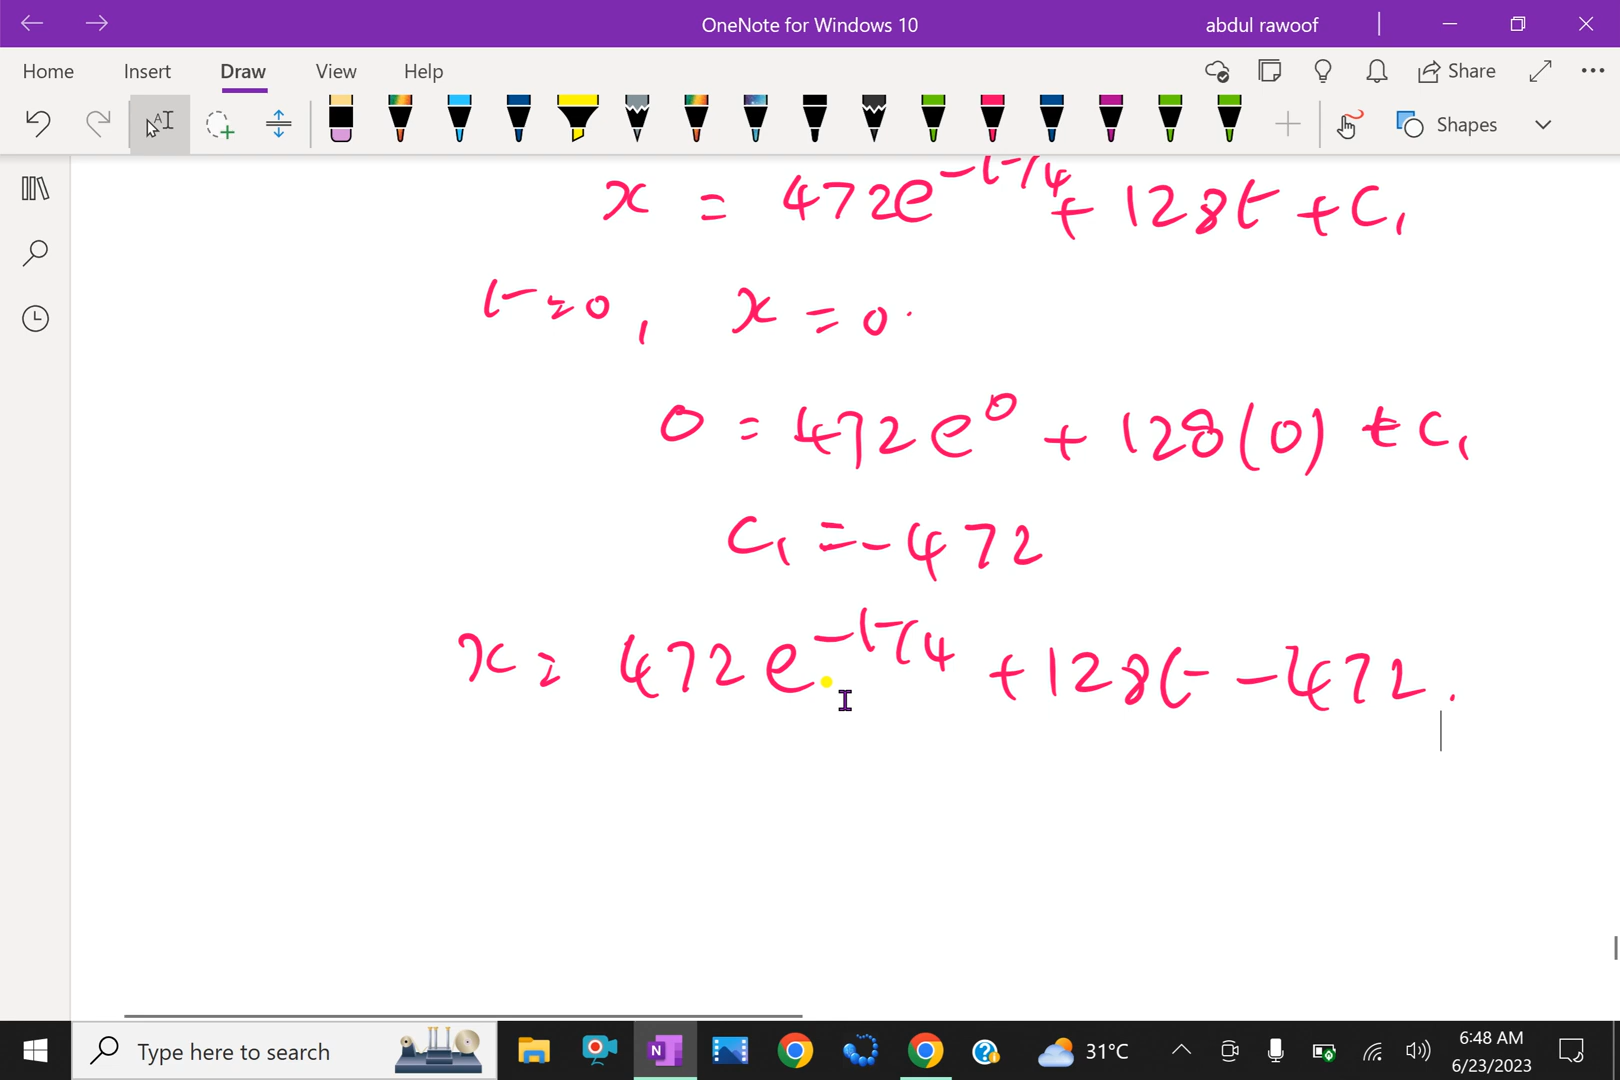 OneNote for Windows 10
abdul rawoof
Home Insert Draw View Help
Share
Shapes
x = 472e^{-t/4} + 128t + C₁
t=0, x=0.
0 = 472e^0 + 128(0) + C₁
C₁ = -472
x = 472e^{-t/4} + 128t - 472.
Type here to search
31°C
6:48 AM
6/23/2023